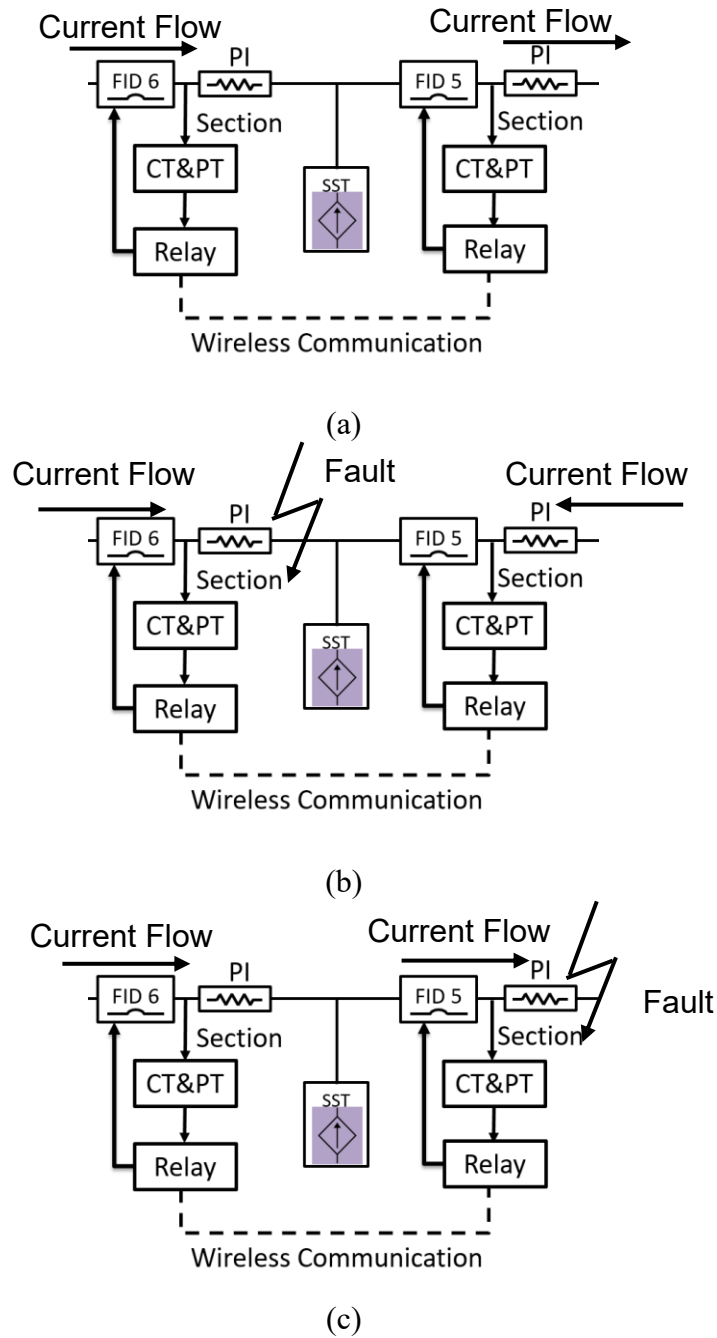 Current Flow
Current Flow
PI
PI
FID 6
FID 5
Section
Section
CT&PT
SST
CT&PT
Relay
Relay
Wireless Communication
(a)
Fault
Current Flow
Current Flow
PI
PI
FID 6
FID 5
Section
Section
CT&PT
SST
CT&PT
Relay
Relay
Wireless Communication
(b)
Current Flow
Current Flow
PI
PI
FID 6
FID 5
Fault
Section
Section
CT&PT
SST
CT&PT
Relay
Relay
Wireless Communication
(c)